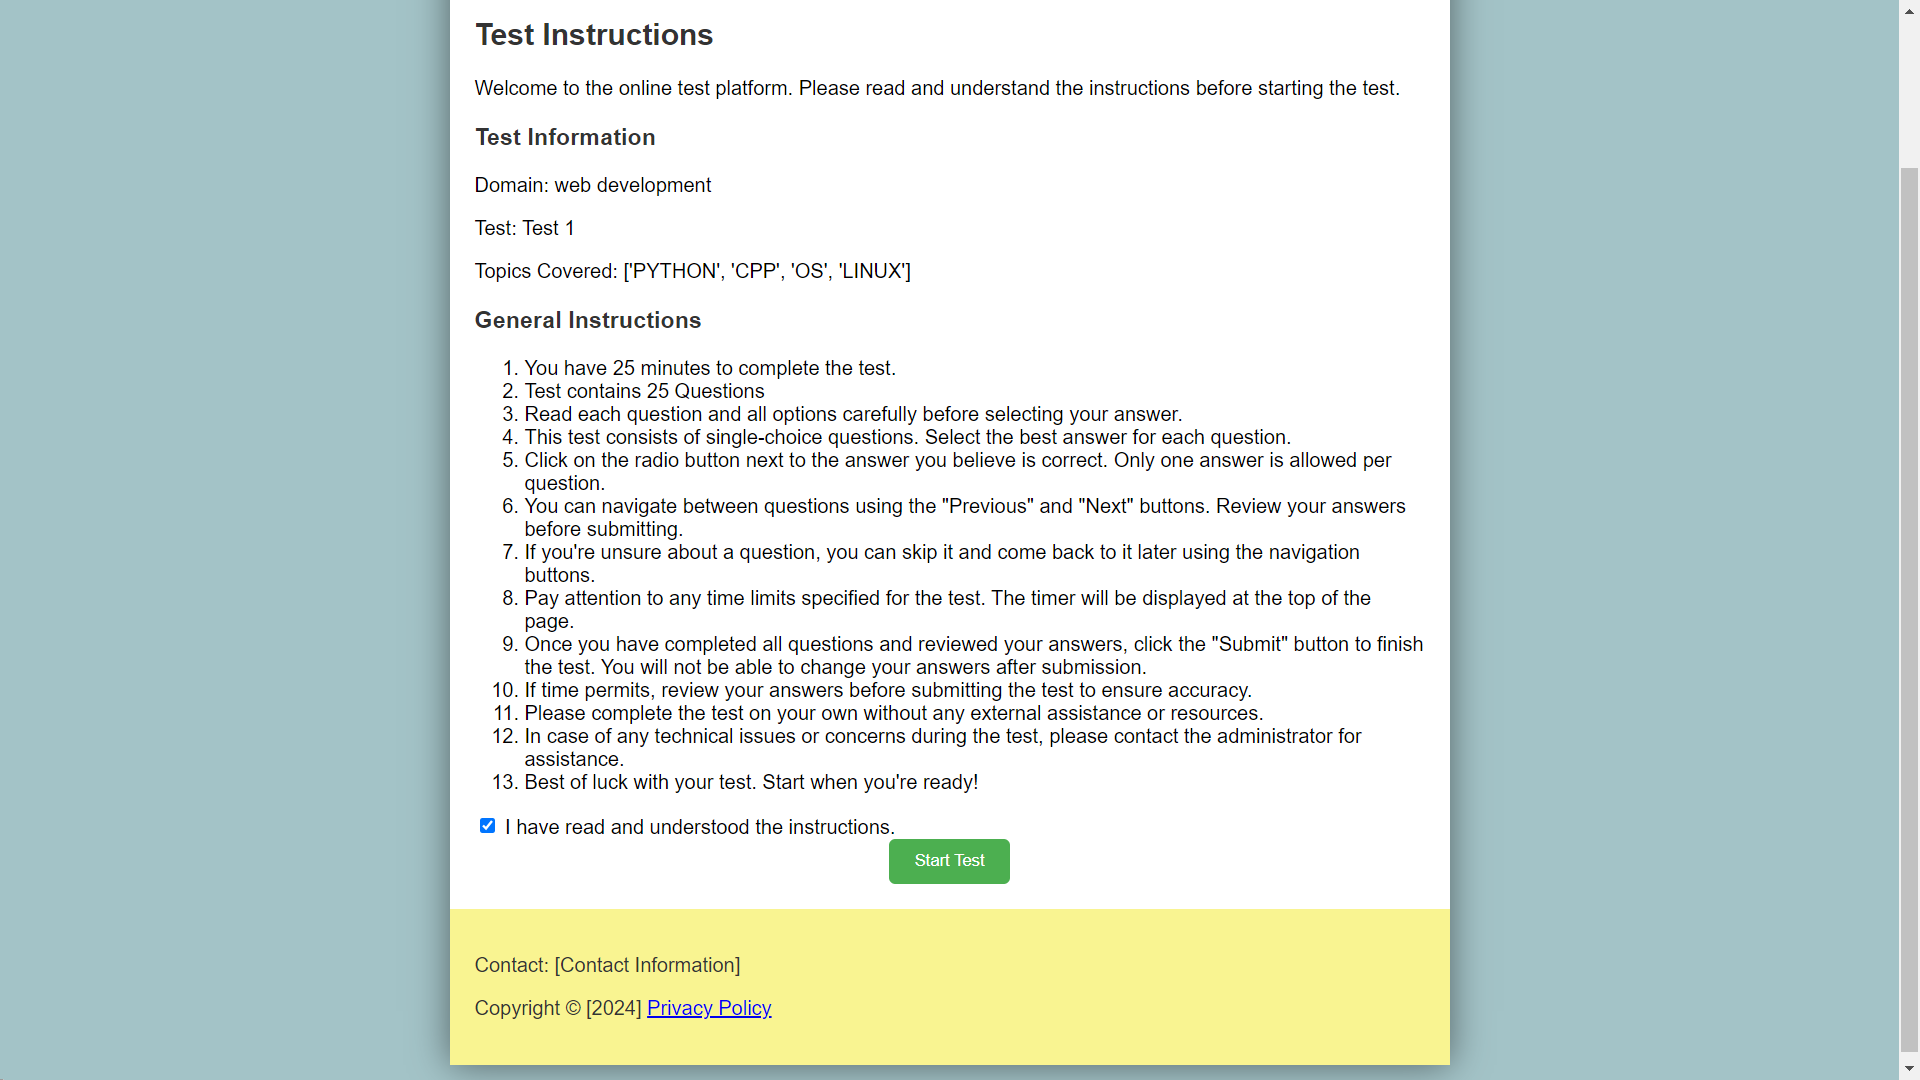 Test Instructions
Welcome to the online test platform. Please read and understand the instructions before starting the test.
Test Information
Domain: web development
Test: Test 1
Topics Covered: ['PYTHON', 'CPP', 'OS', 'LINUX']
General Instructions
1. You have 25 minutes to complete the test.
2. Test contains 25 Questions
3. Read each question and all options carefully before selecting your answer.
4. This test consists of single-choice questions. Select the best answer for each question.
5. Click on the radio button next to the answer you believe is correct. Only one answer is allowed per
question.
6. You can navigate between questions using the "Previous" and "Next" buttons. Review your answers
before submitting.
7. If you're unsure about a question, you can skip it and come back to it later using the navigation
buttons.
8. Pay attention to any time limits specified for the test. The timer will be displayed at the top of the
page.
9. Once you have completed all questions and reviewed your answers, click the "Submit" button to finish
the test. You will not be able to change your answers after submission.
10. If time permits, review your answers before submitting the test to ensure accuracy.
11. Please complete the test on your own without any external assistance or resources.
12. In case of any technical issues or concerns during the test, please contact the administrator for
assistance.
13. Best of luck with your test. Start when you're ready!
I have read and understood the instructions.
Start Test
Contact: [Contact Information]
Copyright © [2024] Privacy Policy